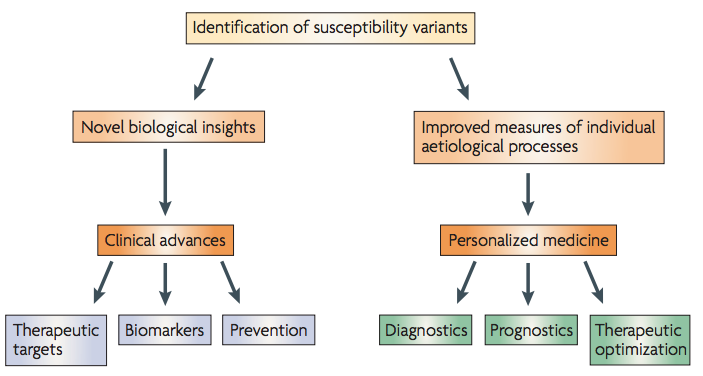 Identification of susceptibility variants
Novel biological insights
Improved measures of individual
aetiological processes
Clinical advances
Personalized medicine
Therapeutic
targets
Biomarkers
Prevention
Diagnostics
Prognostics
Therapeutic
optimization